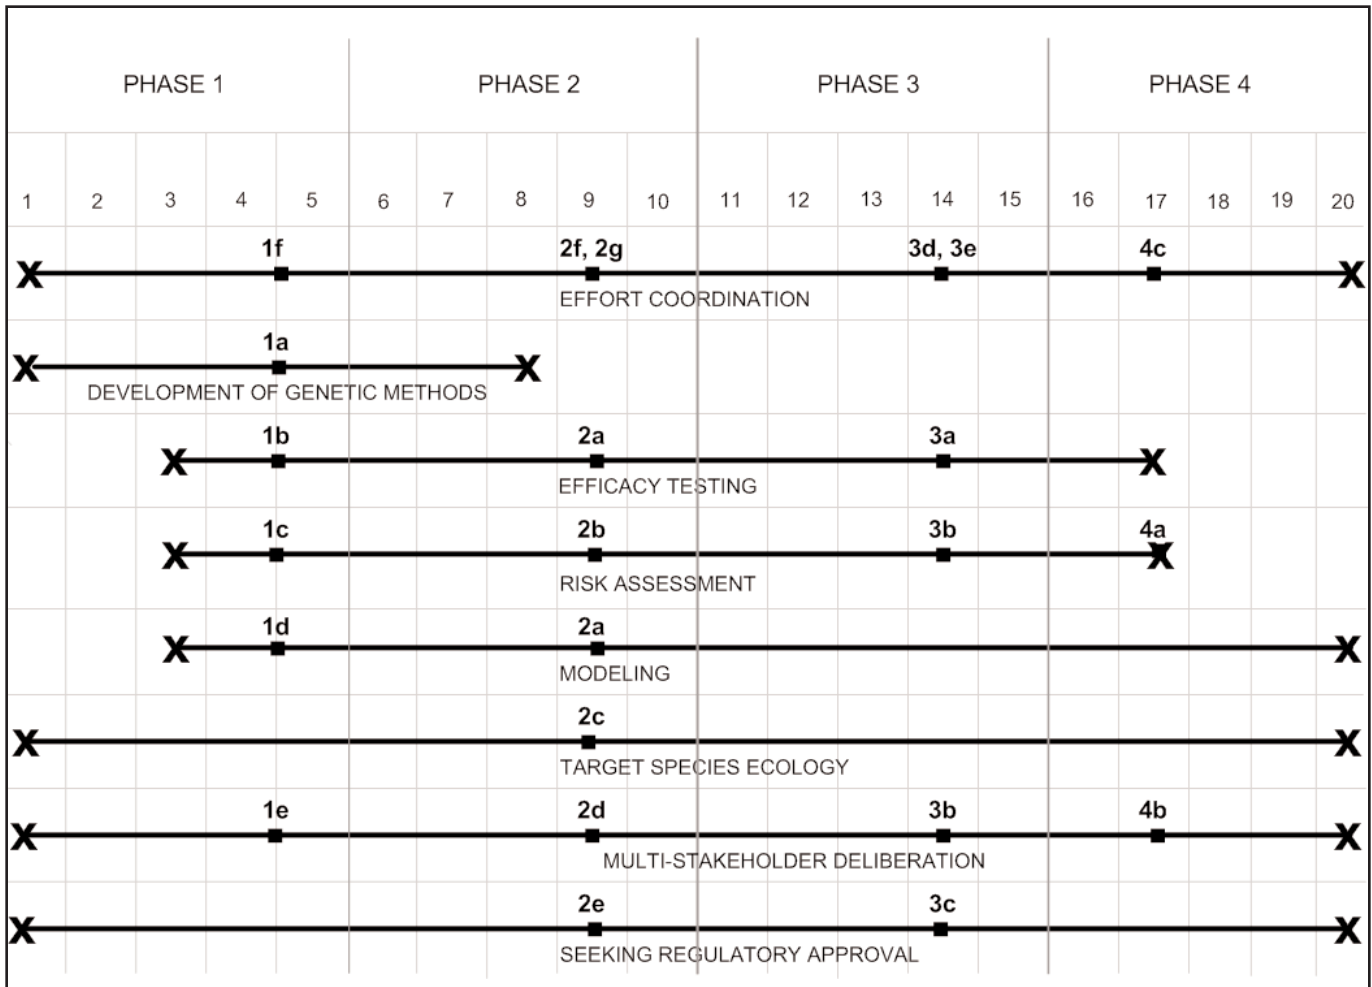 PHASE 1 PHASE 2 PHASE 3 PHASE 4
1 2 3 4 5 6 7 8 9 10 11 12 13 14 15 16 17 18 19 20
1f 2f, 2g 3d, 3e 4c
X X
EFFORT COORDINATION
1a
X X
DEVELOPMENT OF GENETIC METHODS
1b 2a 3a
X X
EFFICACY TESTING
1c 2b 3b 4a
X X
RISK ASSESSMENT
1d 2a
X X
MODELING
2c
X X
TARGET SPECIES ECOLOGY
1e 2d 3b 4b
X X
MULTI-STAKEHOLDER DELIBERATION
2e 3c
X X
SEEKING REGULATORY APPROVAL